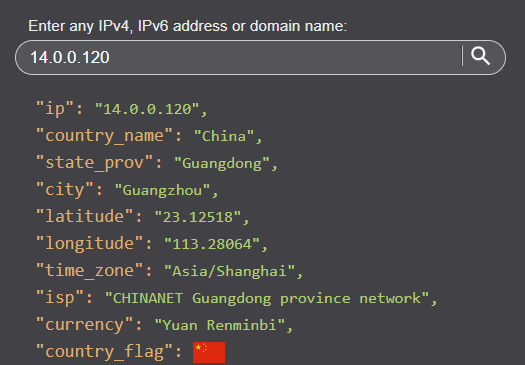 Enter any IPv4, IPv6 address or domain name:
14.0.0.120
"ip": "14.0.0.120",
"country_name": "China",
"state_prov": "Guangdong",
"city": "Guangzhou",
"latitude": "23.12518",
"longitude": "113.28064",
"time_zone": "Asia/Shanghai",
"isp": "CHINANET Guangdong province network",
"currency": "Yuan Renminbi",
"country_flag":